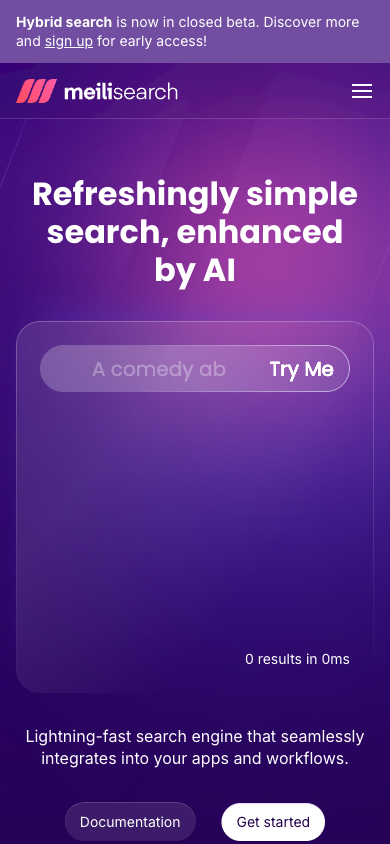 Hybrid search is now in closed beta. Discover more
and sign up for early access!
meilisearch
Refreshingly simple
search, enhanced
by AI
A comedy ab
Try Me
0 results in 0ms
Lightning-fast search engine that seamlessly
integrates into your apps and workflows.
Documentation
Get started